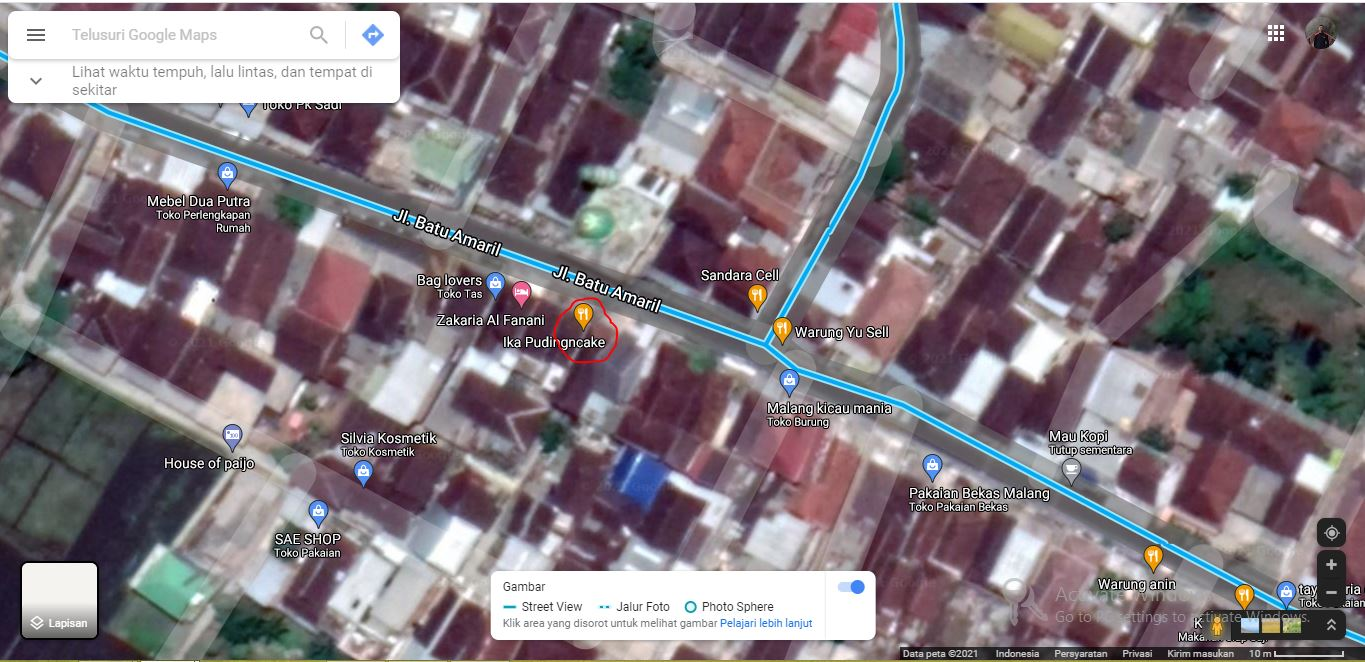 Telusuri Google Maps
Lihat waktu tempuh, lalu lintas, dan tempat di
sekitar
Toko Pk Sadi
Mebel Dua Putra
Toko Perlengkapan
Rumah
Jl. Batu Amaril
Jl. Batu Amaril
Bag lovers
Toko Tas
Zakaria Al Fanani
Ika Pudingncake
Sandara Cell
Warung Yu Sell
Malang kicau mania
Toko Burung
Silvia Kosmetik
Toko Kosmetik
House of paijo
Mau Kopi
Tutup sementara
Pakaian Bekas Malang
Toko Pakaian Bekas
SAE SHOP
Toko Pakaian
Warung anin
Gambar
Street View
Jalur Foto
Photo Sphere
Klik area yang disorot untuk melihat gambar Pelajari lebih lanjut
Lapisan
Activate Windows
Go to PC settings to activate Windows.
Data peta ©2021
Indonesia
Persyaratan
Privasi
Kirim masukan
10 m